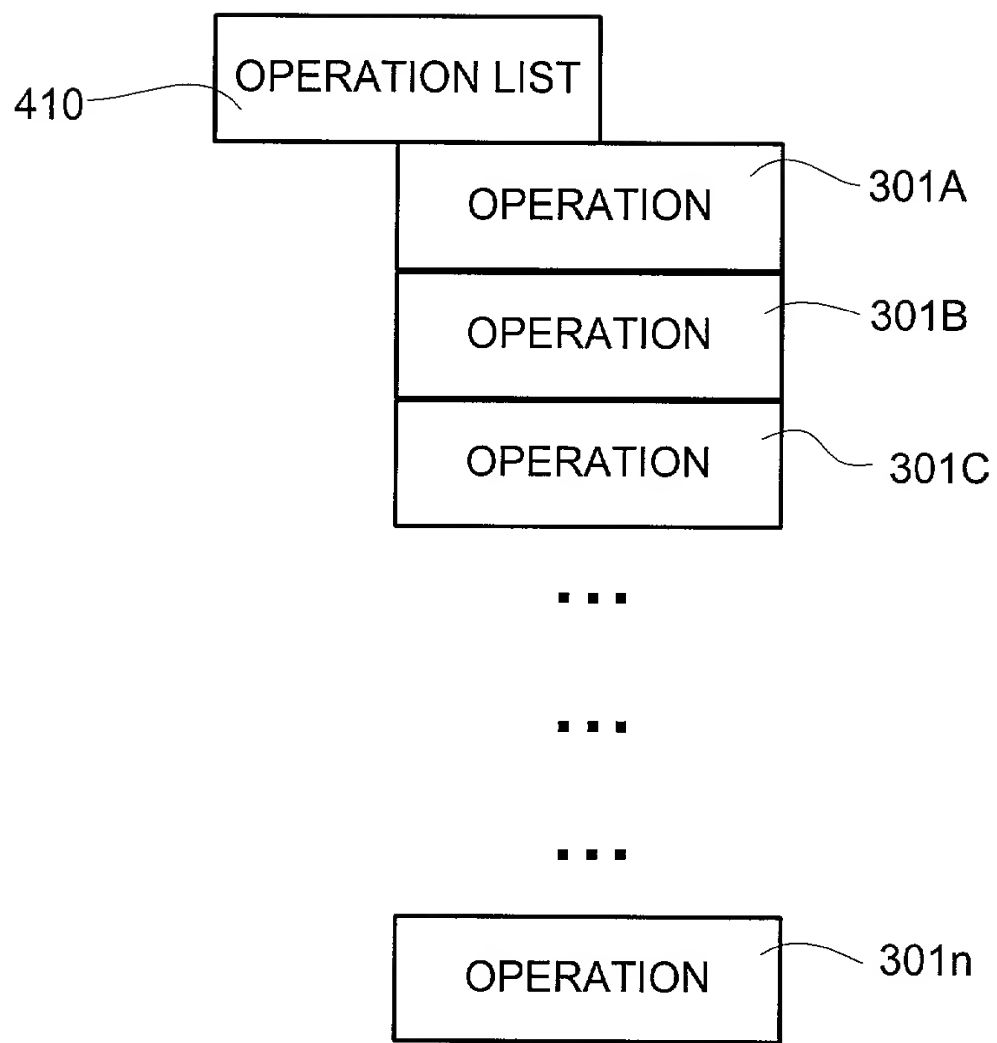 OPERATION LIST
410
OPERATION
301A
OPERATION
301B
OPERATION
301C
...
...
...
OPERATION
301n